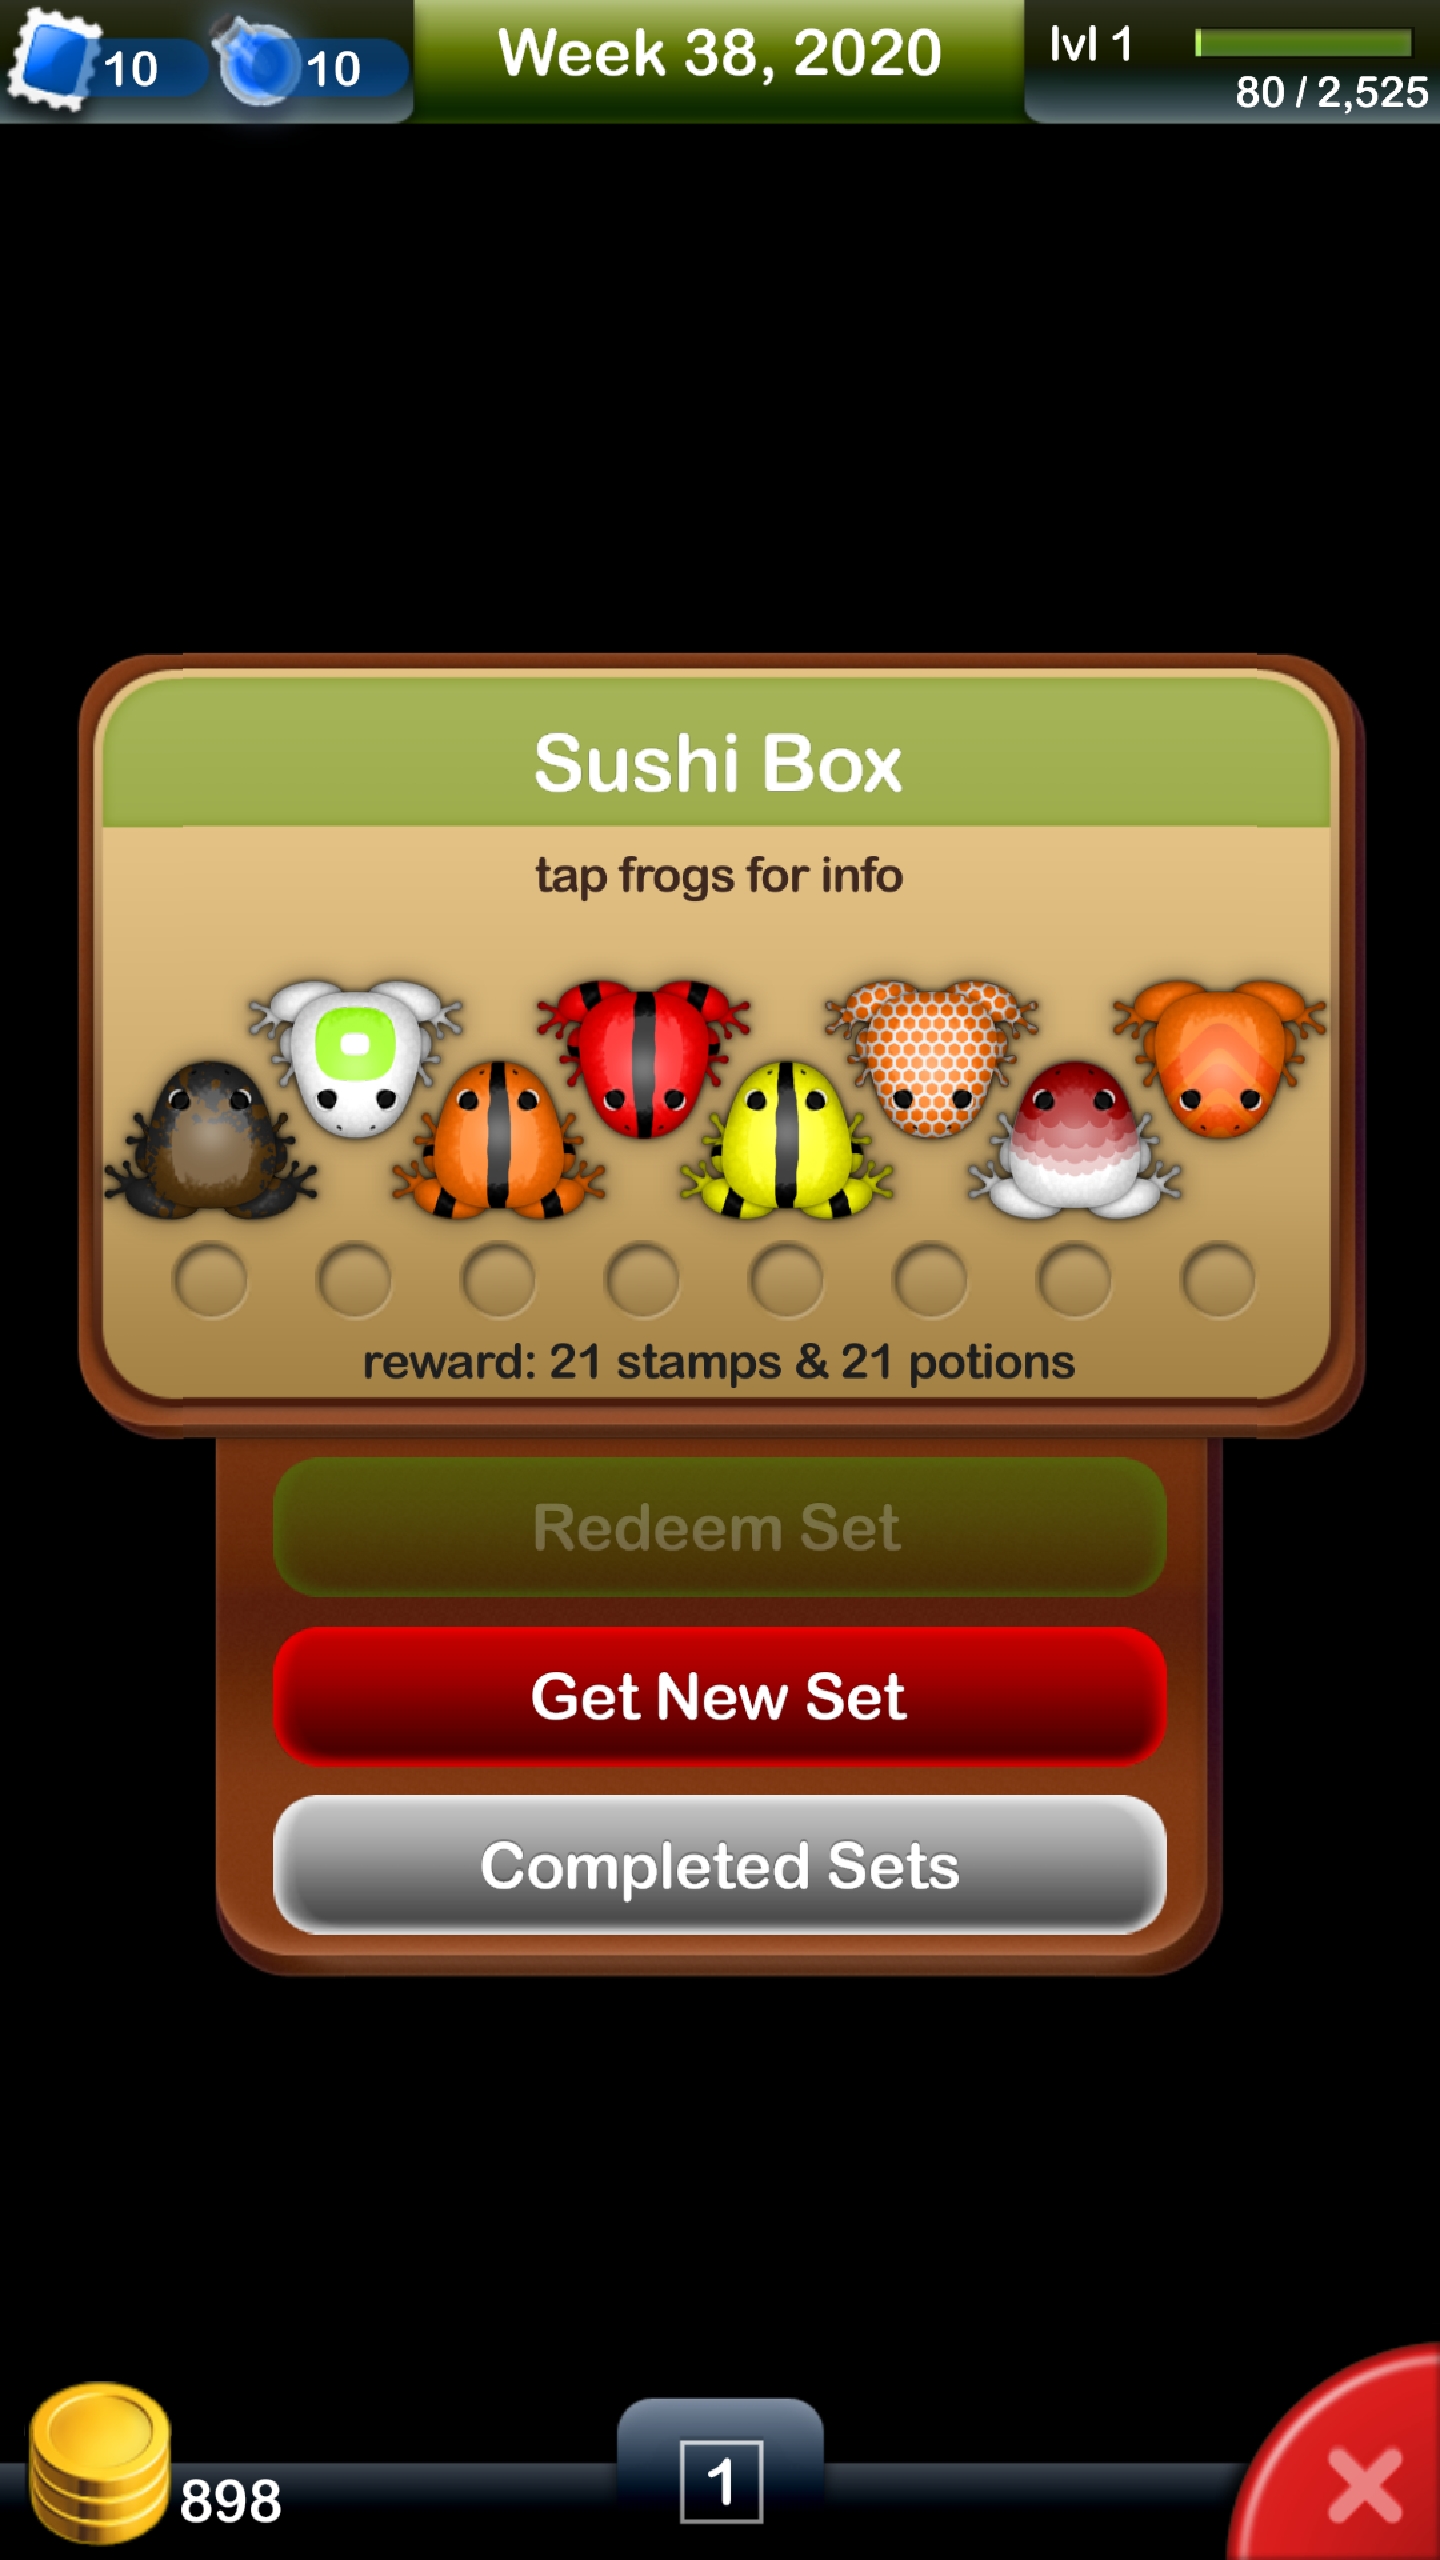 10
10
Week 38, 2020
lvl 1
80 / 2,525
Sushi Box
tap frogs for info
reward: 21 stamps & 21 potions
Redeem Set
Get New Set
Completed Sets
898
1